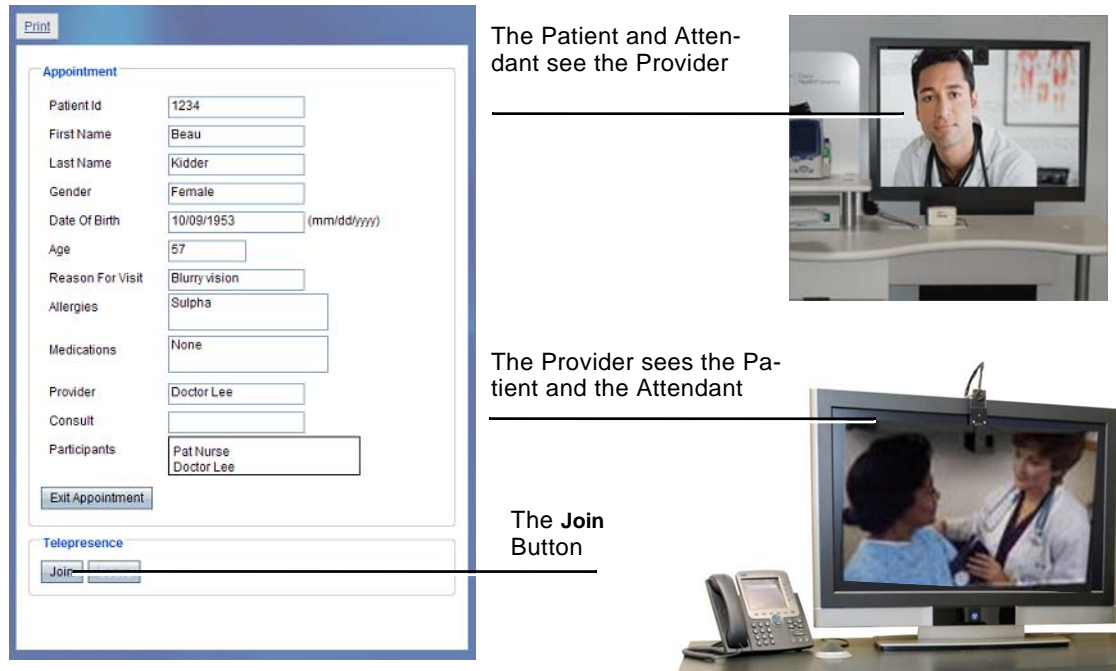 Print
Appointment
Patient Id 1234
First Name Beau
Last Name Kidder
Gender Female
Date Of Birth 10/09/1953 (mm/dd/yyyy)
Age 57
Reason For Visit Blurry vision
Allergies Sulpha
Medications None
Provider Doctor Lee
Consult
Participants Pat Nurse
Doctor Lee
Exit Appointment
Telepresence
Join
The Patient and Atten-
dant see the Provider
The Provider sees the Pa-
tient and the Attendant
The Join
Button